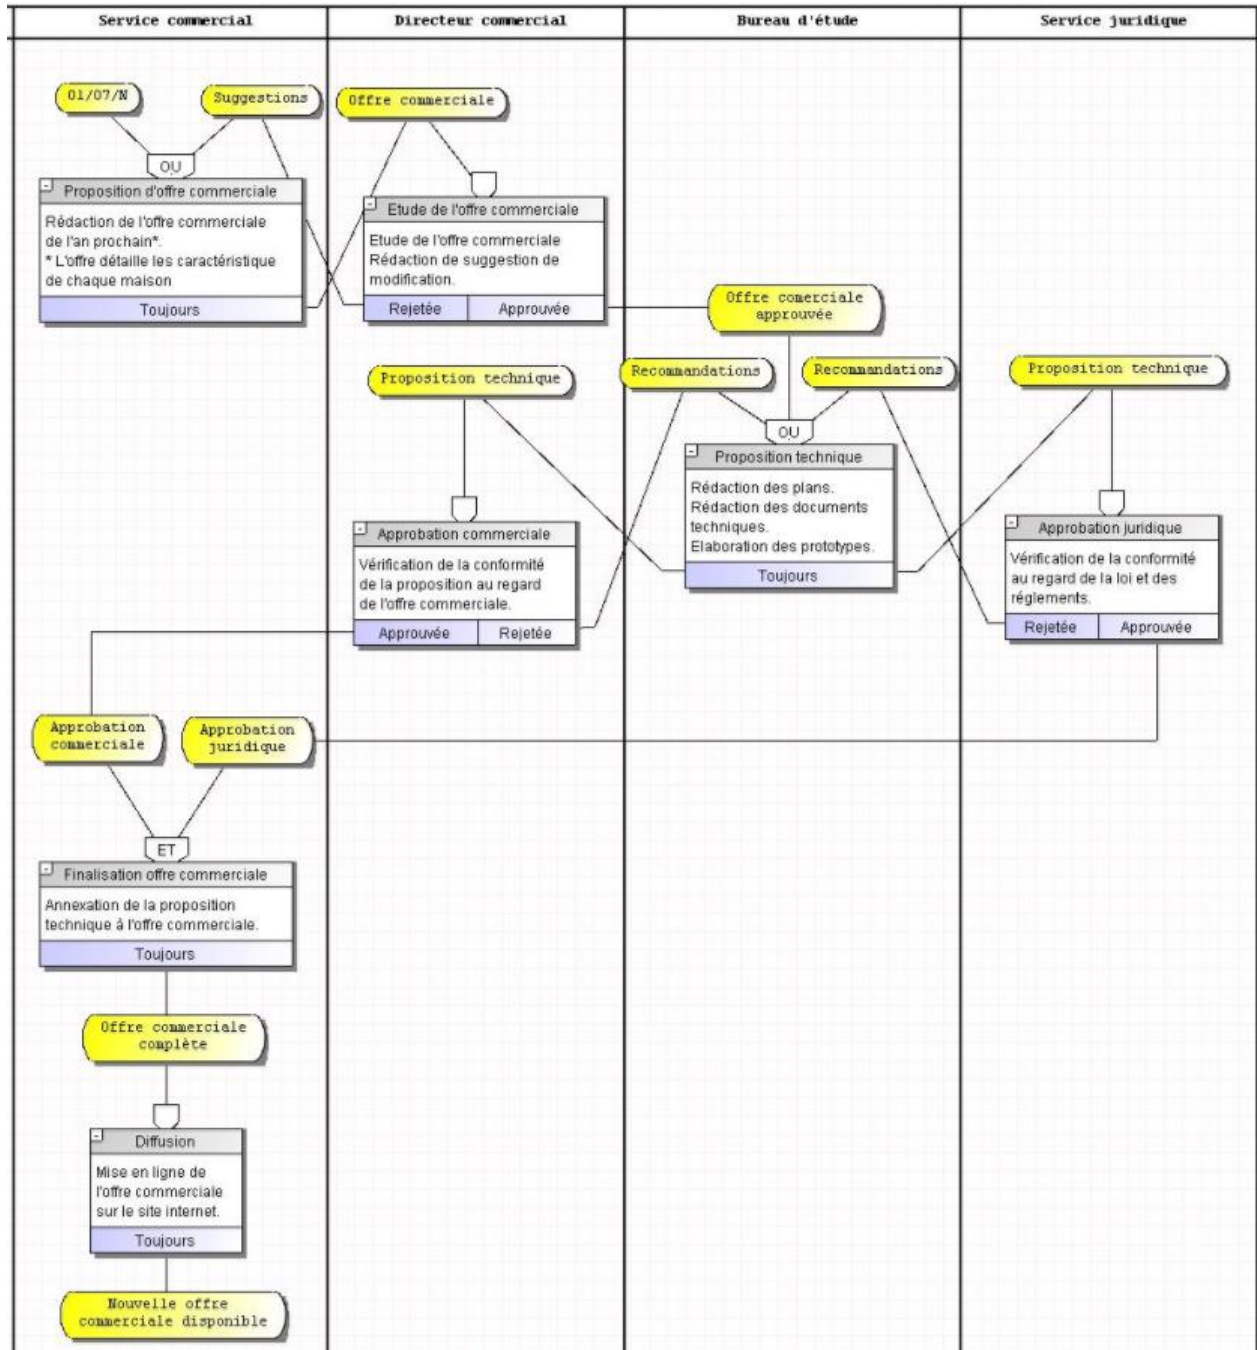 Service commercial
Directeur commercial
Bureau d'étude
Service juridique
01/07/N
Suggestions
Offre commerciale
OU
Proposition d'offre commerciale
Rédaction de l'offre commerciale
de l'an prochain*.
* L'offre détaille les caractéristique
de chaque maison
Toujours
Etude de l'offre commerciale
Etude de l'offre commerciale
Rédaction de suggestion de
modification.
Rejetée
Approuvée
Offre comerciale
approuvée
Proposition technique
Recommandations
Recommandations
Proposition technique
OU
Proposition technique
Rédaction des plans.
Rédaction des documents
techniques.
Elaboration des prototypes.
Toujours
Approbation commerciale
Vérification de la conformité
de la proposition au regard
de l'offre commerciale.
Approuvée
Rejetée
Approbation juridique
Vérification de la conformité
au regard de la loi et des
réglements.
Rejetée
Approuvée
Approbation
commerciale
Approbation
juridique
ET
Finalisation offre commerciale
Annexation de la proposition
technique à l'offre commerciale.
Toujours
Offre commerciale
complète
Diffusion
Mise en ligne de
l'offre commerciale
sur le site internet.
Toujours
Nouvelle offre
commerciale disponible